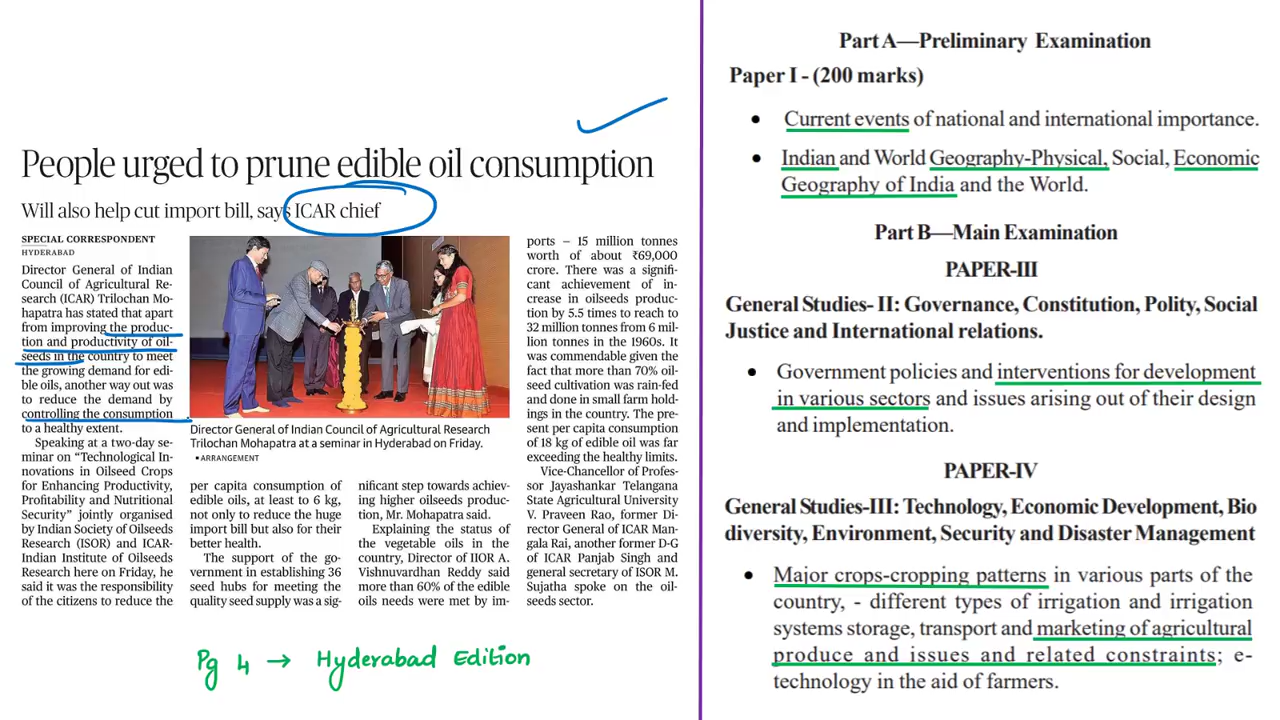 People urged to prune edible oil consumption
Will also help cut import bill, says ICAR chief
SPECIAL CORRESPONDENT
HYDERABAD
Director General of Indian
Council of Agricultural Re-
search (ICAR) Trilochan Mo-
hapatra has stated that apart
from improving the produc-
tion and productivity of oil-
seeds in the country to meet
the growing demand for edi-
ble oils, another way out was
to reduce the demand by
controlling the consumption
to a healthy extent.
Speaking at a two-day se-
minar on “Technological In-
novations in Oilseed Crops
for Enhancing Productivity,
Profitability and Nutritional
Security” jointly organised
by Indian Society of Oilseeds
Research (ISOR) and ICAR-
Indian Institute of Oilseeds
Research here on Friday, he
said it was the responsibility
of the citizens to reduce the
Director General of Indian Council of Agricultural Research
Trilochan Mohapatra at a seminar in Hyderabad on Friday.
▪ ARRANGEMENT
per capita consumption of
edible oils, at least to 6 kg,
not only to reduce the huge
import bill but also for their
better health.
The support of the go-
vernment in establishing 36
seed hubs for meeting the
quality seed supply was a sig-
nificant step towards achiev-
ing higher oilseeds produc-
tion, Mr. Mohapatra said.
Explaining the status of
the vegetable oils in the
country, Director of IIOR A.
Vishnuvardhan Reddy said
more than 60% of the edible
oils needs were met by im-
ports – 15 million tonnes
worth of about ₹69,000
crore. There was a signifi-
cant achievement of in-
crease in oilseeds produc-
tion by 5.5 times to reach to
32 million tonnes from 6 mil-
lion tonnes in the 1960s. It
was commendable given the
fact that more than 70% oil-
seed cultivation was rain-fed
and done in small farm hold-
ings in the country. The pre-
sent per capita consumption
of 18 kg of edible oil was far
exceeding the healthy limits.
Vice-Chancellor of Profes-
sor Jayashankar Telangana
State Agricultural University
V. Praveen Rao, former Di-
rector General of ICAR Man-
gala Rai, another former D-G
of ICAR Panjab Singh and
general secretary of ISOR M.
Sujatha spoke on the oil-
seeds sector.
Pg 4 → Hyderabad Edition
Part A—Preliminary Examination
Paper I - (200 marks)
• Current events of national and international importance.
• Indian and World Geography-Physical, Social, Economic
Geography of India and the World.
Part B—Main Examination
PAPER-III
General Studies- II: Governance, Constitution, Polity, Social
Justice and International relations.
• Government policies and interventions for development
in various sectors and issues arising out of their design
and implementation.
PAPER-IV
General Studies-III: Technology, Economic Development, Bio
diversity, Environment, Security and Disaster Management
• Major crops-cropping patterns in various parts of the
country, - different types of irrigation and irrigation
systems storage, transport and marketing of agricultural
produce and issues and related constraints; e-
technology in the aid of farmers.